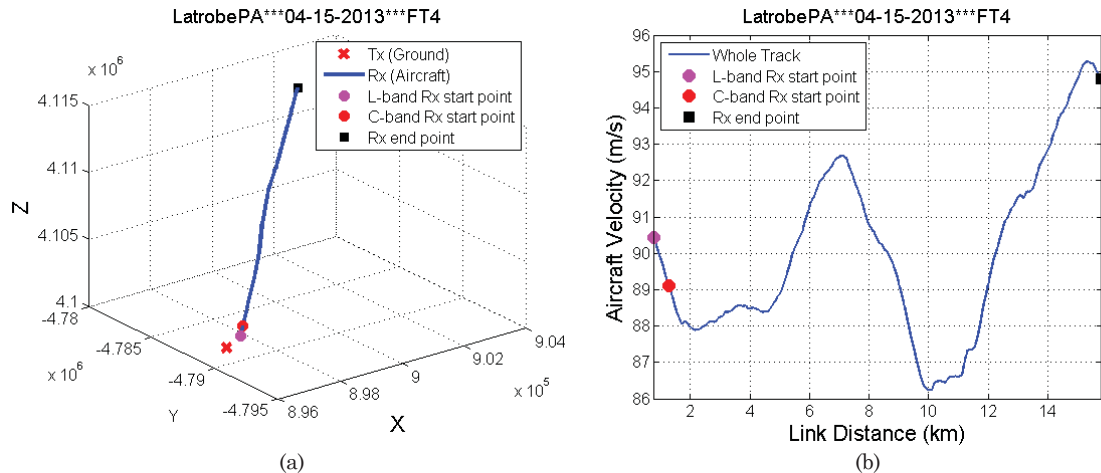 LatrobePA***04-15-2013***FT4
Tx (Ground)
Rx (Aircraft)
L-band Rx start point
C-band Rx start point
Rx end point
x 10^6
4.115
4.11
4.105
4.1
Z
-4.78
-4.785
-4.79
-4.795
x 10^6
Y
8.96
8.98
9
9.02
9.04
x 10^5
X
(a)
LatrobePA***04-15-2013***FT4
Whole Track
L-band Rx start point
C-band Rx start point
Rx end point
96
95
94
93
92
91
90
89
88
87
86
Aircraft Velocity (m/s)
2 4 6 8 10 12 14
Link Distance (km)
(b)